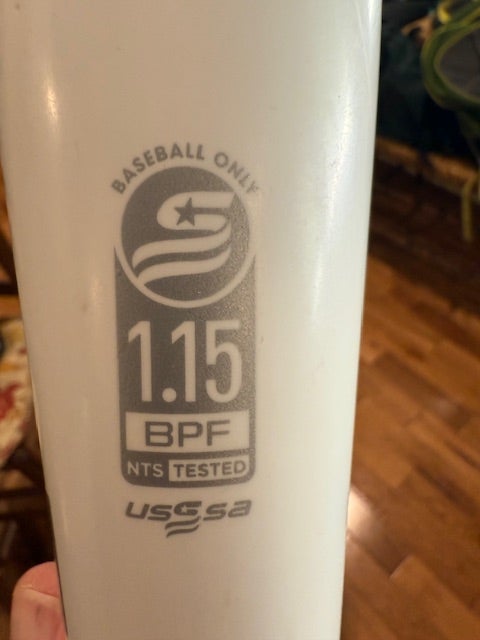 BASEBALL ONLY
1.15
BPF
NTS TESTED
usssa